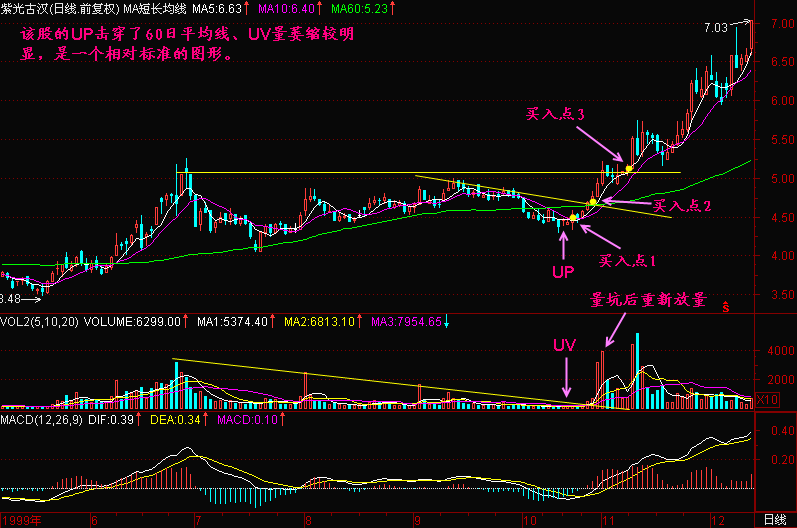 紫光古汉(日线.前复权) MA短长均线 MA5:6.63↑ MA10:6.40↑ MA60:5.23↑
该股的UP击穿了60日平均线、UV量萎缩较明
显，是一个相对标准的图形。
7.03
7.00
6.50
6.00
买入点3
5.50
5.00
买入点2
4.50
买入点1
UP
4.00
3.50
3.48
量坑后重新放量
VOL2(5,10,20) VOLUME:6299.00↑ MA1:5374.40↑ MA2:6813.10↑ MA3:7954.65↓
UV
4000
2000
X10
MACD(12,26,9) DIF:0.39↑ DEA:0.34↑ MACD:0.10↑
0.40
0.20
1999年 6 7 8 9 10 11 12 日线